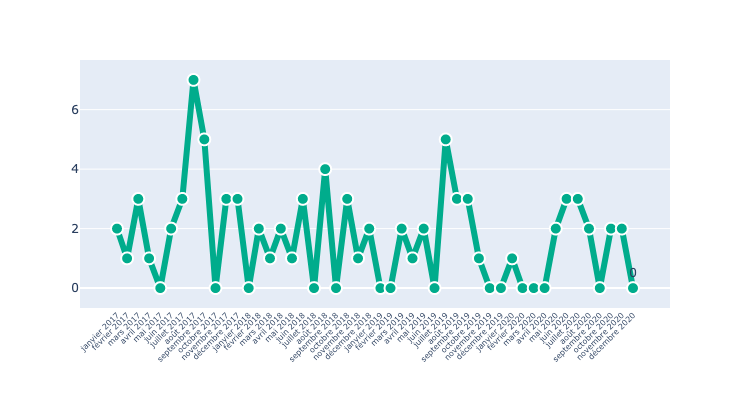 6
4
2
0
0
janvier 2017
février 2017
mars 2017
avril 2017
mai 2017
juin 2017
juillet 2017
août 2017
septembre 2017
octobre 2017
novembre 2017
décembre 2017
janvier 2018
février 2018
mars 2018
avril 2018
mai 2018
juin 2018
juillet 2018
août 2018
septembre 2018
octobre 2018
novembre 2018
décembre 2018
janvier 2019
février 2019
mars 2019
avril 2019
mai 2019
juin 2019
juillet 2019
août 2019
septembre 2019
octobre 2019
novembre 2019
décembre 2019
janvier 2020
février 2020
mars 2020
avril 2020
mai 2020
juin 2020
juillet 2020
août 2020
septembre 2020
octobre 2020
novembre 2020
décembre 2020